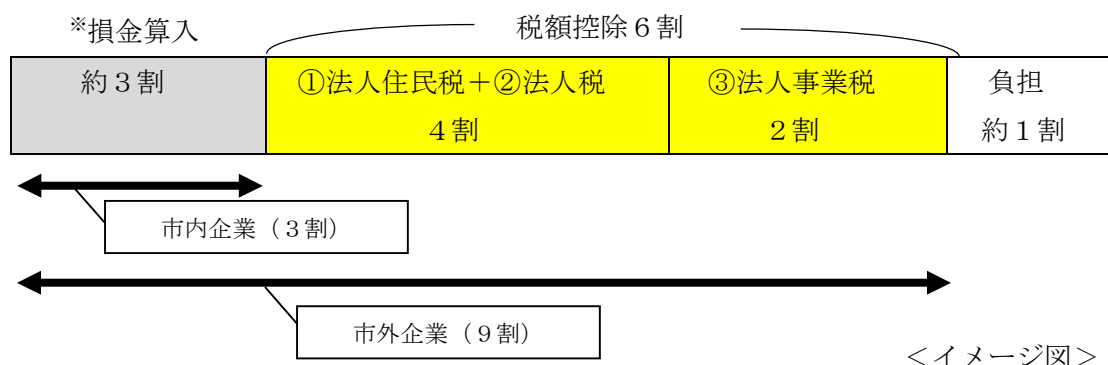 ※損金算入
税額控除６割
約３割
①法人住民税＋②法人税
４割
③法人事業税
２割
負担
約１割
市内企業（３割）
市外企業（９割）
＜イメージ図＞